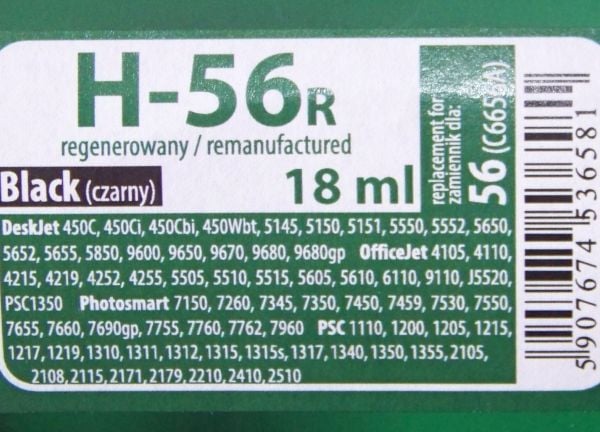 H-56R
regenerowany / remanufactured
Black (czarny) 18 ml
replacement for
zamiennik dla:
56 (C6656A)
DeskJet 450C, 450Ci, 450Cbi, 450Wbt, 5145, 5150, 5151, 5550, 5552, 5650,
5652, 5655, 5850, 9600, 9650, 9670, 9680, 9680gp OfficeJet 4105, 4110,
4215, 4219, 4252, 4255, 5505, 5510, 5515, 5605, 5610, 6110, 9110, J5520,
PSC1350 Photosmart 7150, 7260, 7345, 7350, 7450, 7459, 7530, 7550,
7655, 7660, 7690gp, 7755, 7760, 7762, 7960 PSC 1110, 1200, 1205, 1215,
1217, 1219, 1310, 1311, 1312, 1315, 1315s, 1317, 1340, 1350, 1355, 2105,
2108, 2115, 2171, 2179, 2210, 2410, 2510
5907674536581